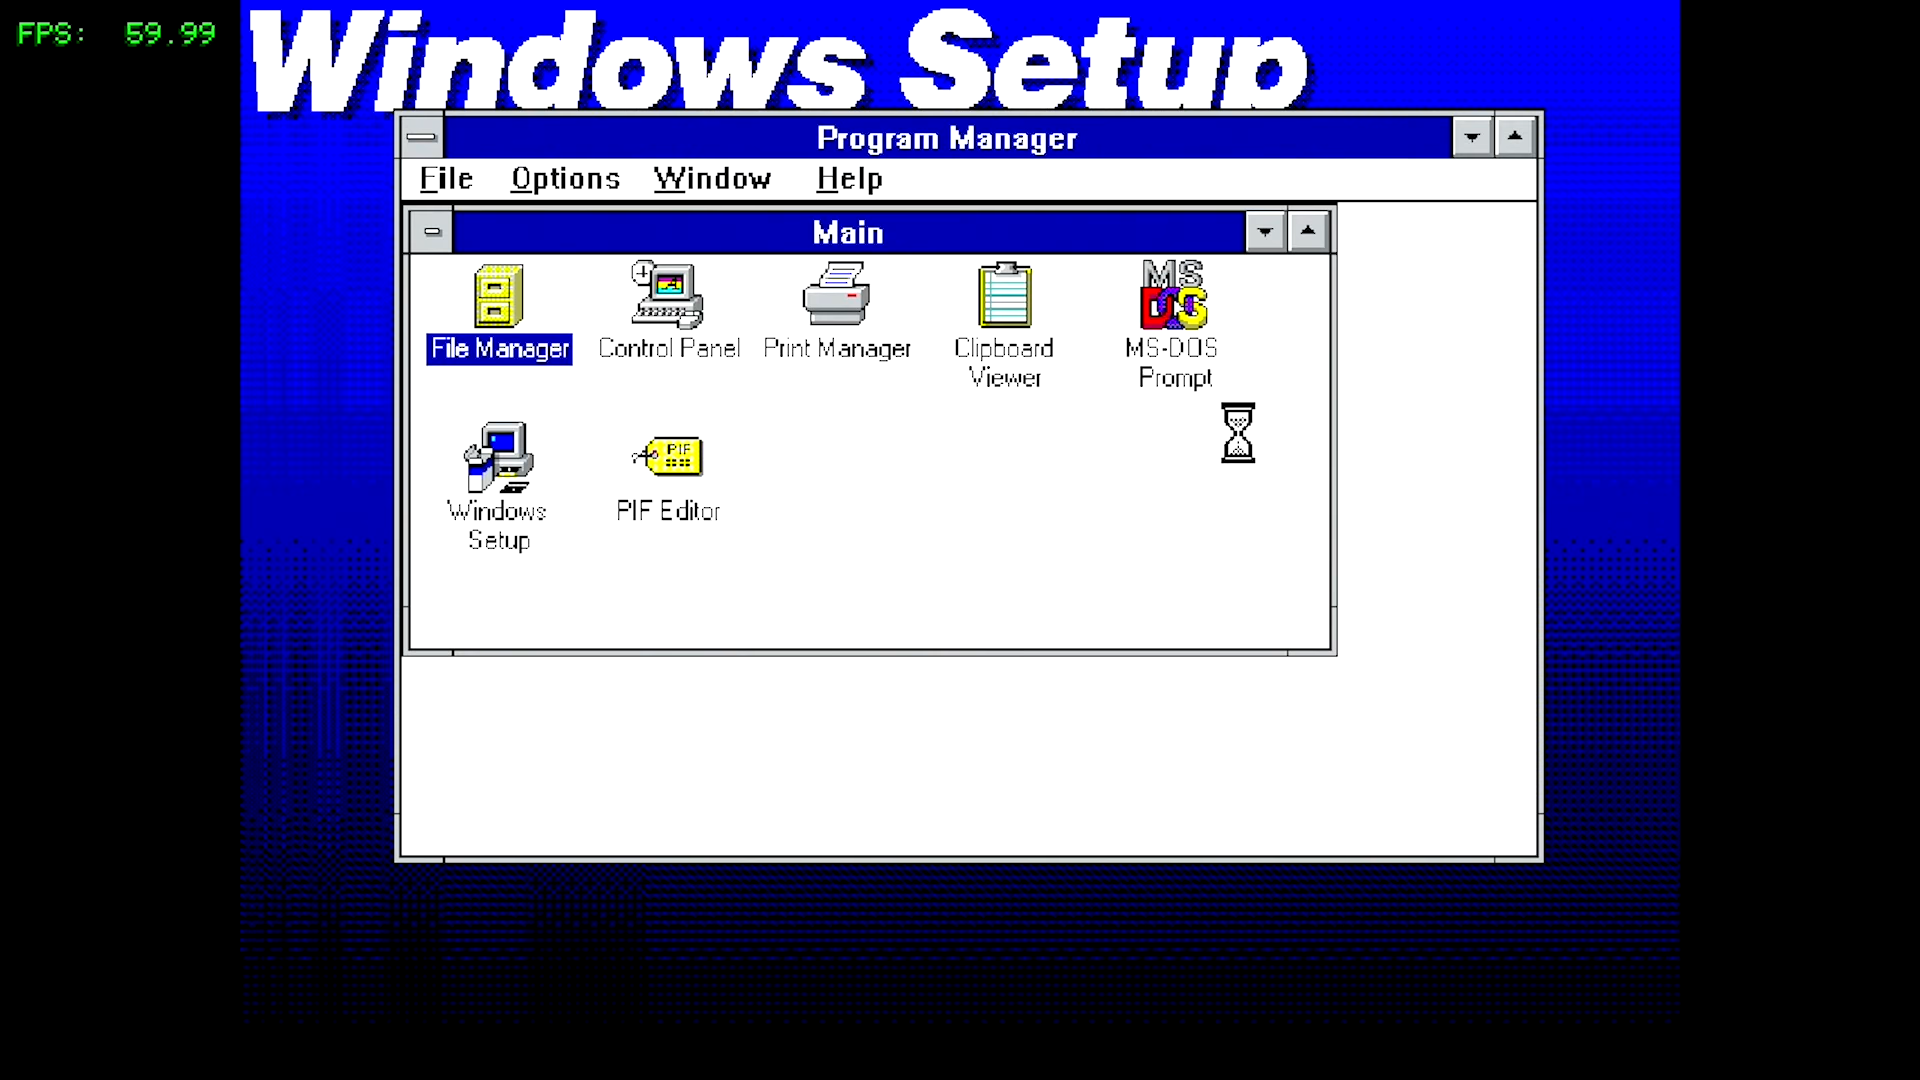 FPS: 59.99
Windows Setup
Program Manager
File Options Window Help
Main
File Manager
Control Panel
Print Manager
Clipboard
Viewer
MS
DOS
MS-DOS
Prompt
Windows
Setup
PIF
PIF Editor